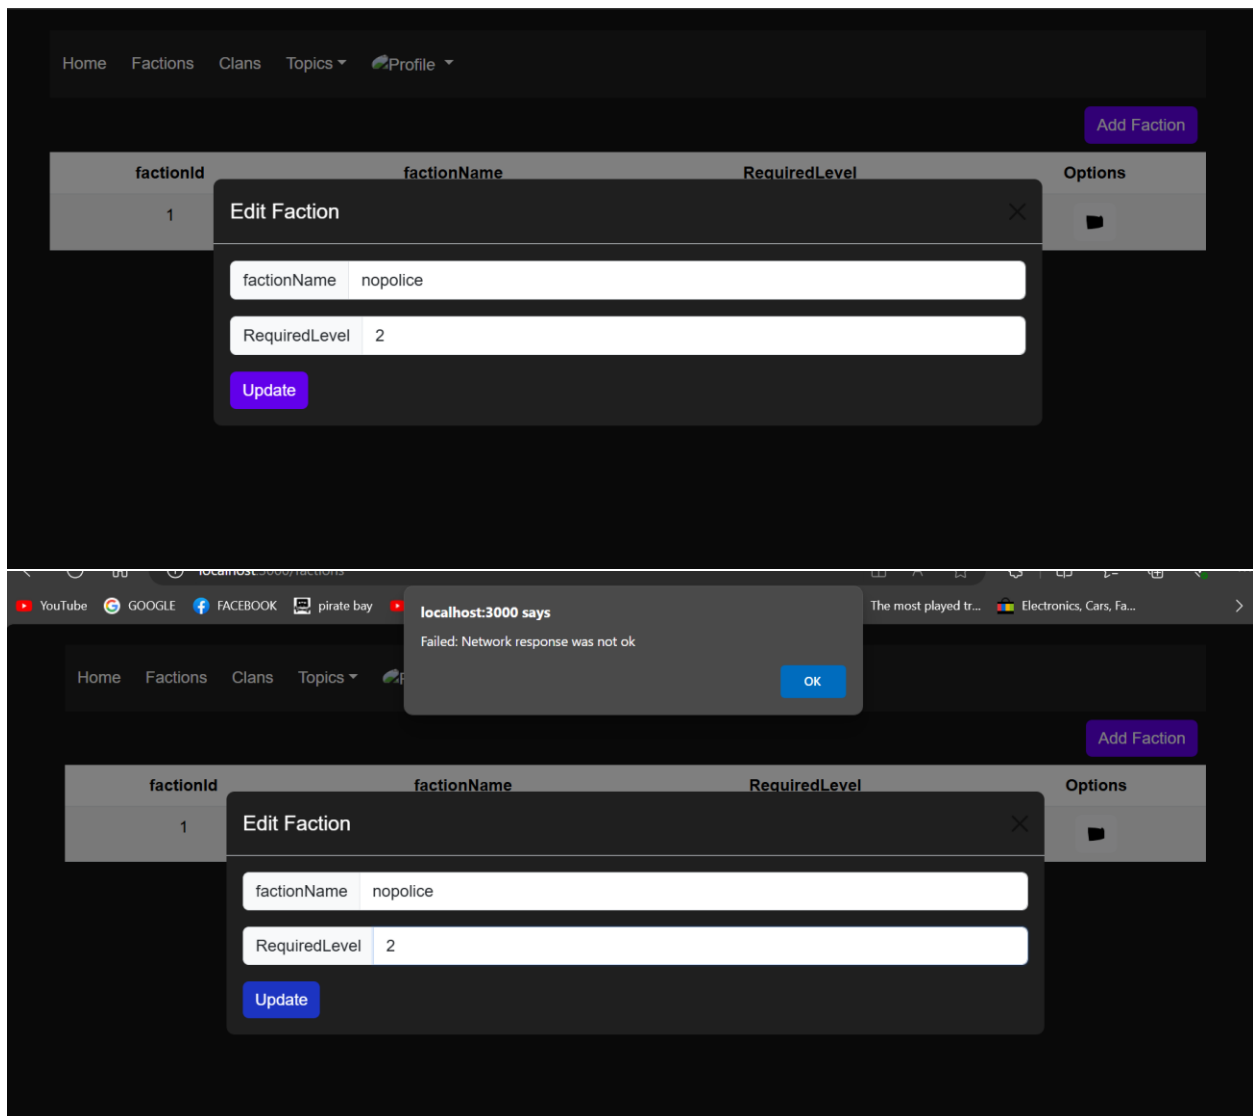 Home Factions Clans Topics Profile
Add Faction
factionId factionName RequiredLevel Options
Edit Faction
1
factionName nopolice
RequiredLevel 2
Update
localhost:3000/factions
YouTube GOOGLE FACEBOOK pirate bay The most played tr... Electronics, Cars, Fa...
localhost:3000 says
Failed: Network response was not ok
OK
Home Factions Clans Topics
Add Faction
factionId factionName RequiredLevel Options
Edit Faction
1
factionName nopolice
RequiredLevel 2
Update